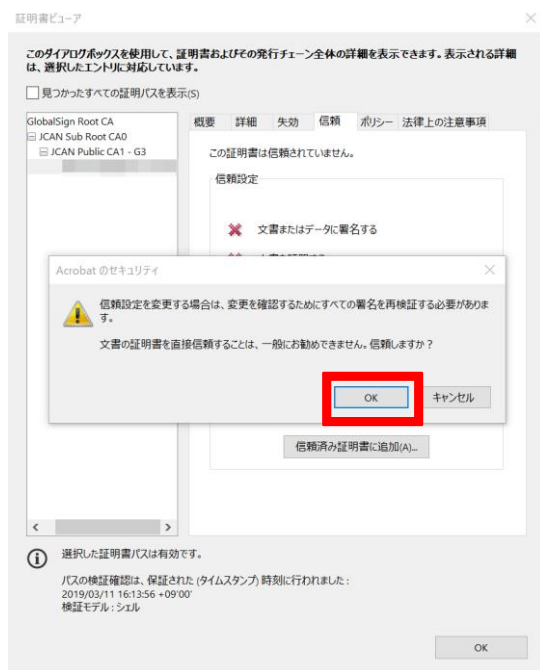 証明書ビューア
このダイアログボックスを使用して、証明書およびその発行チェーン全体の詳細を表示できます。表示される詳細
は、選択したエントリに対応しています。
見つかったすべての証明パスを表示(S)
GlobalSign Root CA
JCAN Sub Root CA0
JCAN Public CA1 - G3
概要 詳細 失効 信頼 ポリシー 法律上の注意事項
この証明書は信頼されていません。
信頼設定
文書またはデータに署名する
Acrobat のセキュリティ
信頼設定を変更する場合は、変更を確認するためにすべての署名を再検証する必要がありま
す。
文書の証明書を直接信頼することは、一般にお勧めできません。信頼しますか？
OK キャンセル
信頼済み証明書に追加(A)...
選択した証明書パスは有効です。
パスの検証確認は、保証された (タイムスタンプ) 時刻に行われました :
2019/03/11 16:13:56 +09'00'
検証モデル : シェル
OK